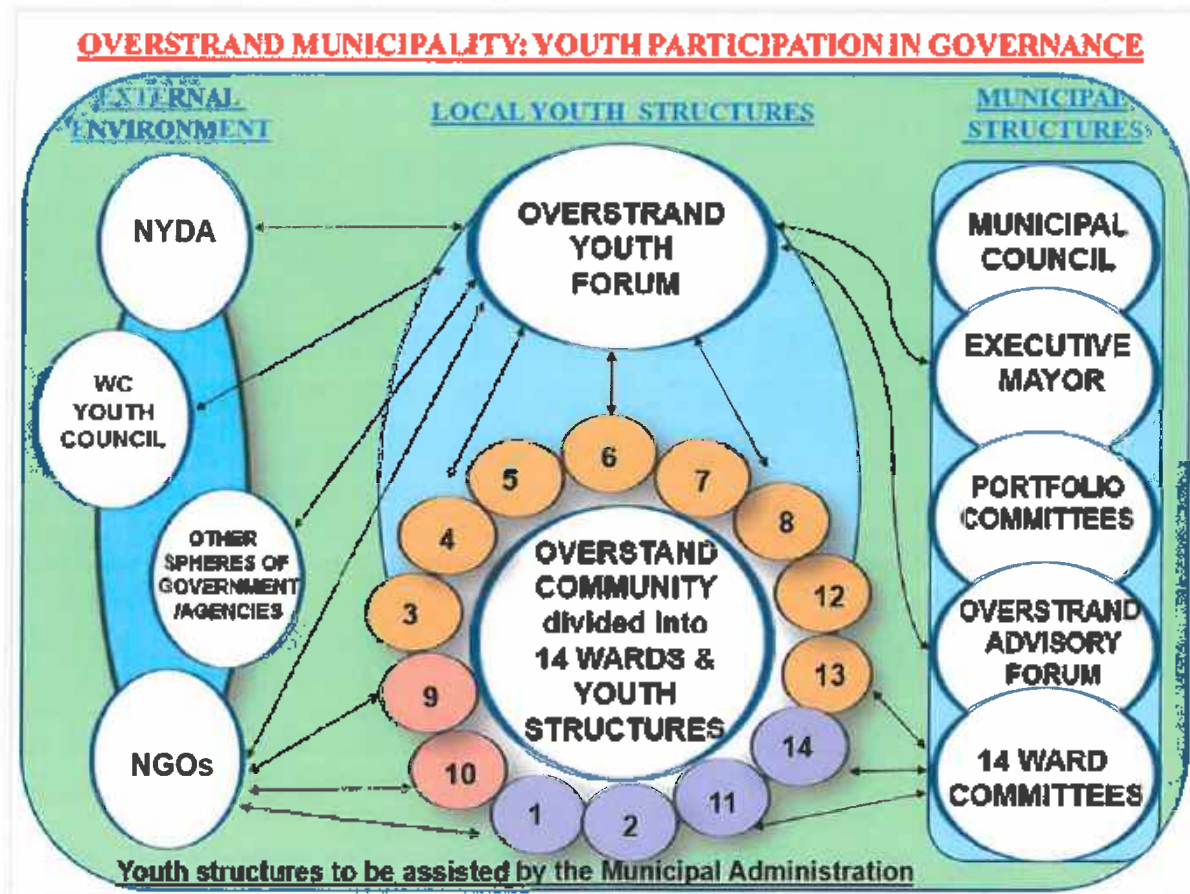 OVERSTRAND MUNICIPALITY: YOUTH PARTICIPATION IN GOVERNANCE
EXTERNAL
ENVIRONMENT
LOCAL YOUTH STRUCTURES
MUNICIPAL
STRUCTURES
NYDA
WC
YOUTH
COUNCIL
OTHER
SPHERES OF
GOVERNMENT
/AGENCIES
NGOs
OVERSTRAND
YOUTH
FORUM
6
5
7
4
8
3
12
9
13
10
14
1
2
11
OVERSTAND
COMMUNITY
divided into
14 WARDS &
YOUTH
STRUCTURES
MUNICIPAL
COUNCIL
EXECUTIVE
MAYOR
PORTFOLIO
COMMITTEES
OVERSTRAND
ADVISORY
FORUM
14 WARD
COMMITTEES
Youth structures to be assisted by the Municipal Administration